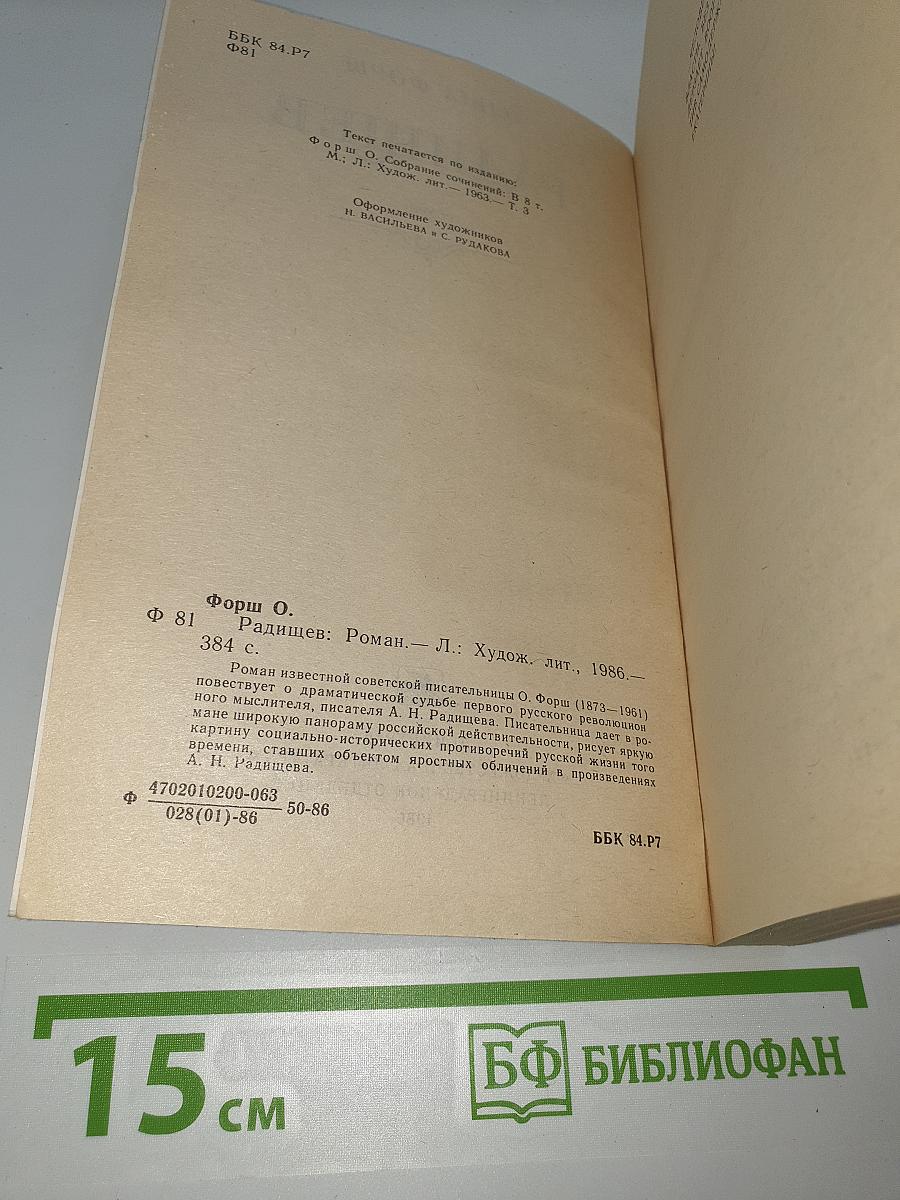 ББК 84.Р7
Ф81
Текст печатается по изданию:
Форш О. Собрание сочинений: В 8 т.
М.; Л.: Худож. лит.— 1963.— Т. 3
Оформление художников
Н. ВАСИЛЬЕВА и С. РУДАКОВА
Форш О.
Ф 81 Радищев: Роман.— Л.: Худож. лит., 1986.—
384 с.
Роман известной советской писательницы О. Форш (1873—1961)
повествует о драматической судьбе первого русского революцион
ного мыслителя, писателя А. Н. Радищева. Писательница дает в ро-
мане широкую панораму российской действительности, рисует яркую
картину социально-исторических противоречий русской жизни того
времени, ставших объектом яростных обличений в произведениях
А. Н. Радищева.
Ф 4702010200-063
028(01)-86 50-86
ББК 84.Р7
15 см
БФ БИБЛИОФАН